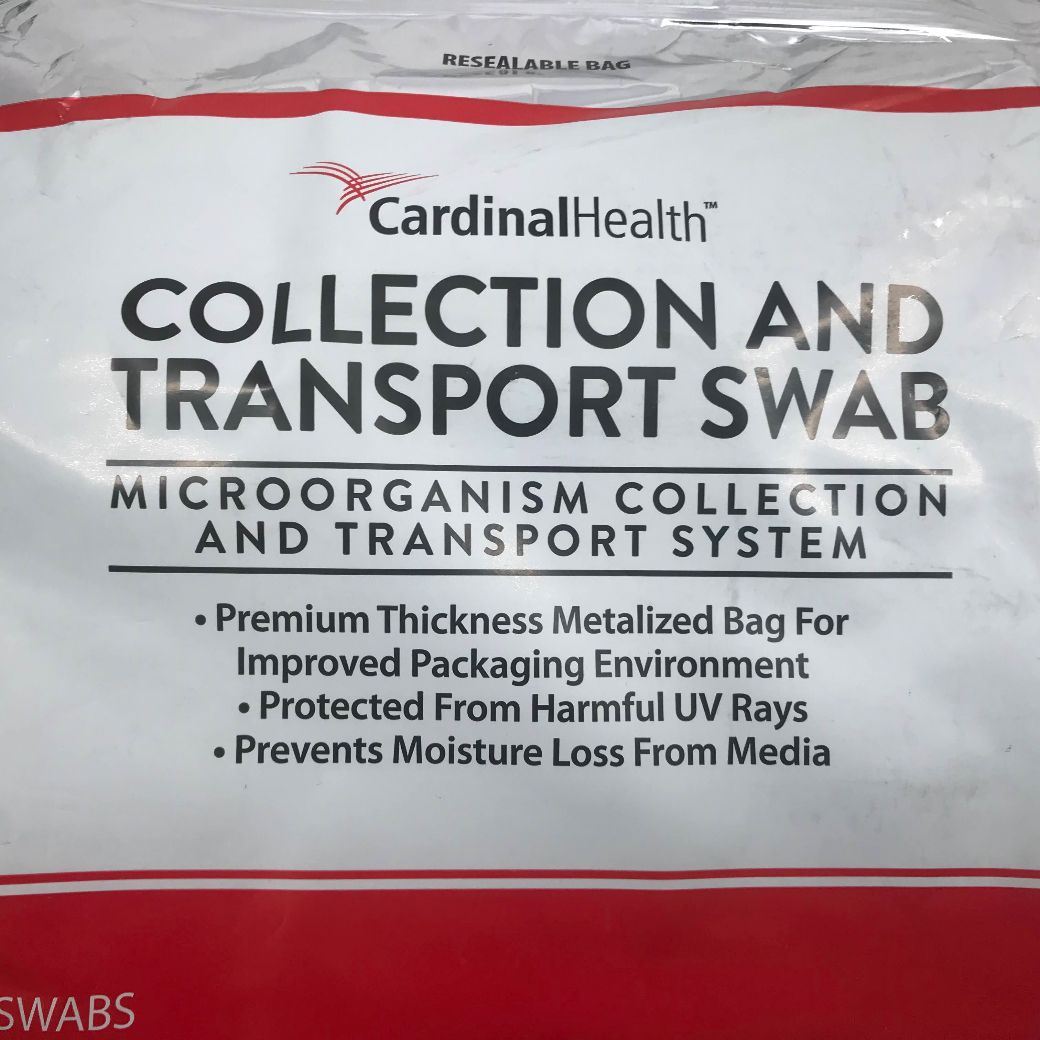 RESEALABLE BAG
CardinalHealth™
COLLECTION AND
TRANSPORT SWAB
MICROORGANISM COLLECTION
AND TRANSPORT SYSTEM
• Premium Thickness Metalized Bag For
Improved Packaging Environment
• Protected From Harmful UV Rays
• Prevents Moisture Loss From Media
SWABS